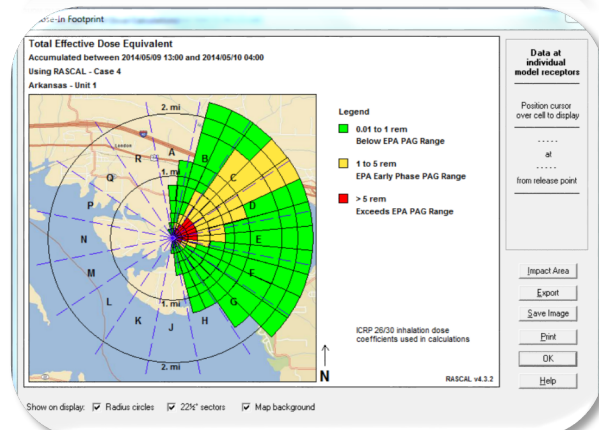 ose-In Footprint
Total Effective Dose Equivalent
Accumulated between 2014/05/09 13:00 and 2014/05/10 04:00
Using RASCAL - Case 4
Arkansas - Unit 1
2. mi
London
A
R
B
1. mi
Q
C
P
D
N
E
M
F
L
G
1. mi
K
J
H
2. mi
Legend
0.01 to 1 rem
Below EPA PAG Range
1 to 5 rem
EPA Early Phase PAG Range
> 5 rem
Exceeds EPA PAG Range
ICRP 26/30 inhalation dose
coefficients used in calculations
N
RASCAL v4.3.2
Data at
individual
model receptors
Position cursor
over cell to display
- - - - -
at
- - - - -
from release point
Impact Area
Export
Save Image
Print
OK
Help
Show on display: Radius circles 22½° sectors Map background